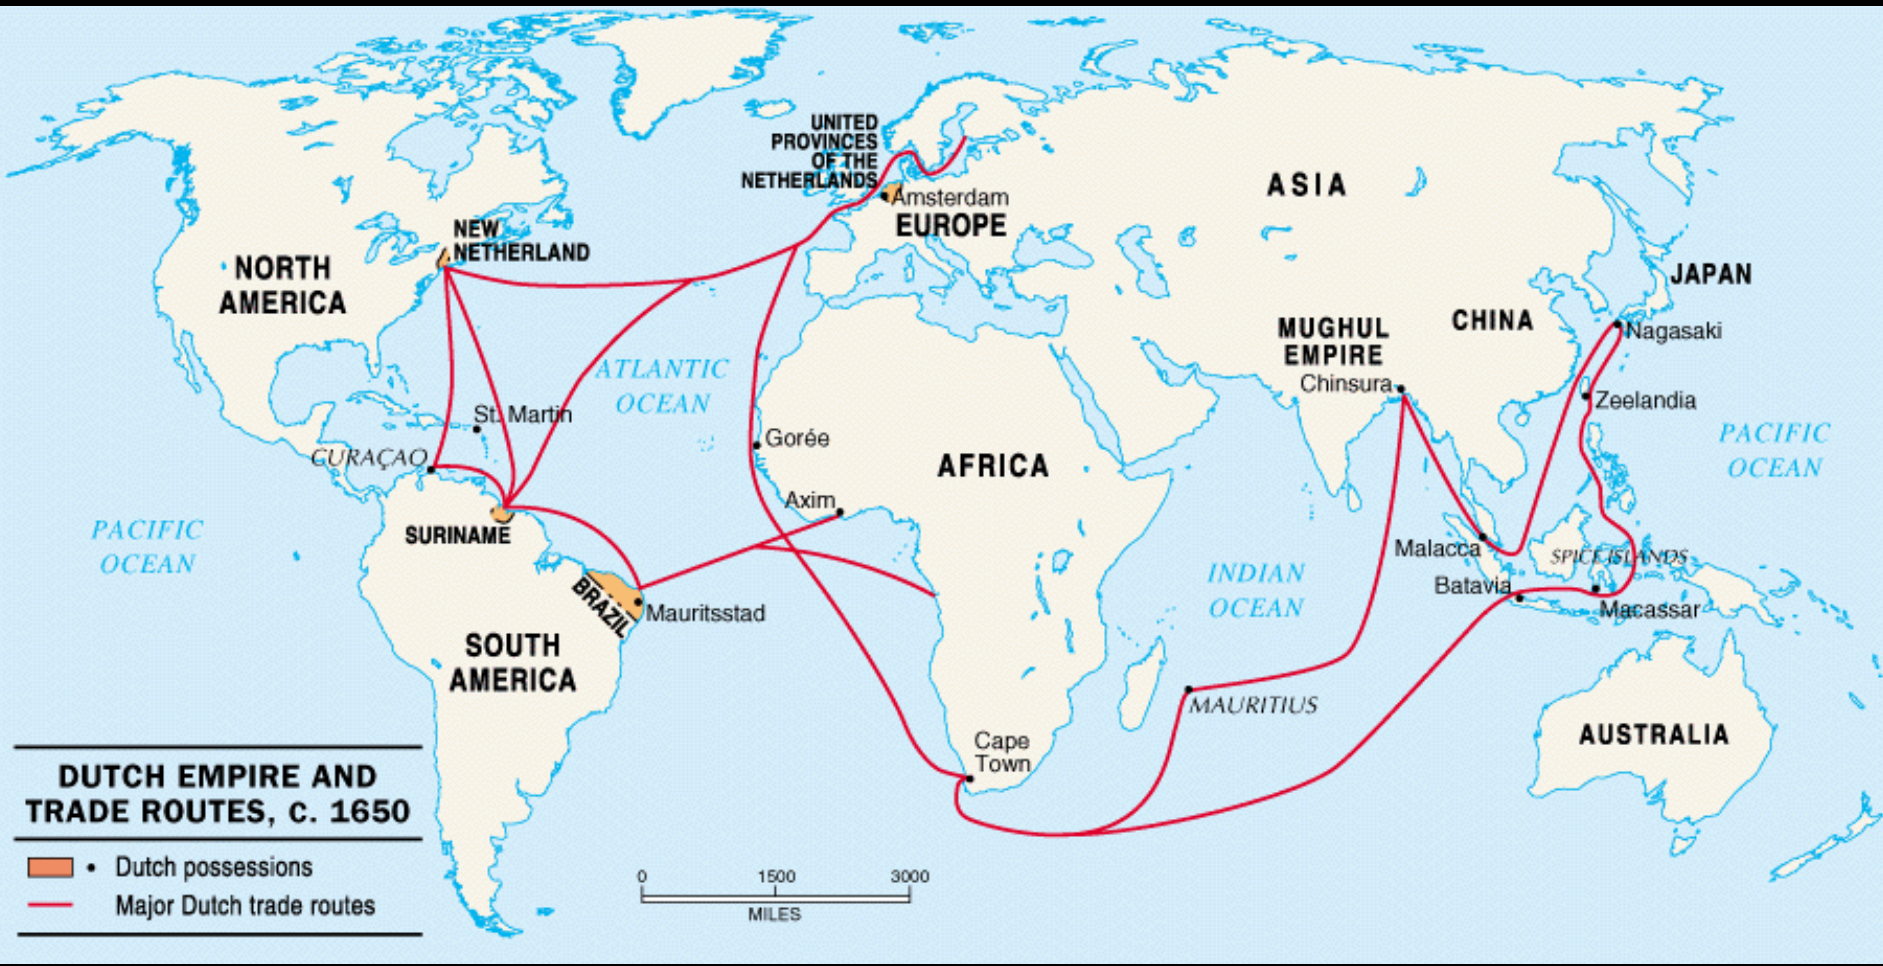 UNITED
PROVINCES
OF THE
NETHERLANDS
Amsterdam
EUROPE
ASIA
NEW
NETHERLAND
NORTH
AMERICA
JAPAN
CHINA
Nagasaki
MUGHUL
EMPIRE
Chinsura
Zeelandia
ATLANTIC
OCEAN
St. Martin
CURAÇAO
Gorée
AFRICA
PACIFIC
OCEAN
Axim
SURINAME
PACIFIC
OCEAN
Malacca
SPICE ISLANDS
Batavia
Macassar
INDIAN
OCEAN
BRAZIL
Mauritsstad
SOUTH
AMERICA
MAURITIUS
AUSTRALIA
Cape
Town
DUTCH EMPIRE AND
TRADE ROUTES, C. 1650
Dutch possessions
Major Dutch trade routes
0 1500 3000
MILES